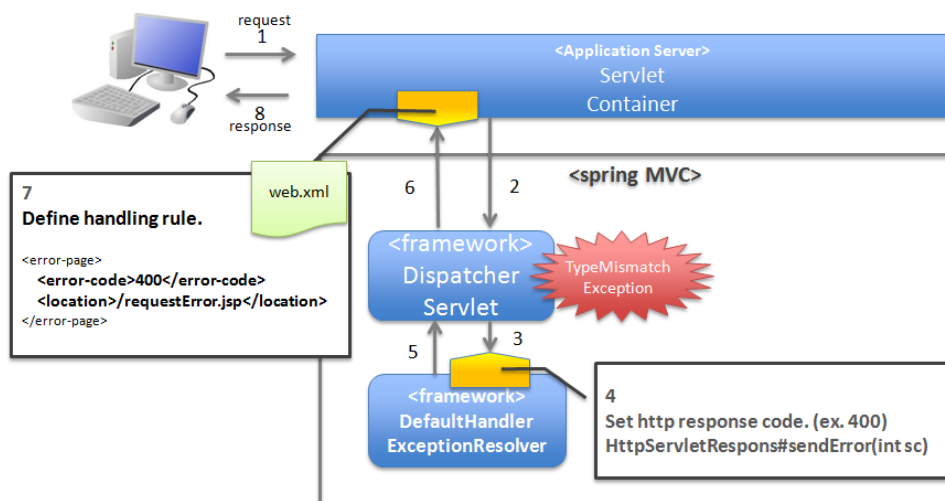 request
1
8
response
<Application Server>
Servlet
Container
7
Define handling rule.
web.xml
<error-page>
<error-code>400</error-code>
<location>/requestError.jsp</location>
</error-page>
6
2
<spring MVC>
<framework>
Dispatcher
Servlet
TypeMismatch
Exception
5
3
<framework>
DefaultHandler
ExceptionResolver
4
Set http response code. (ex. 400)
HttpServletRespons#sendError(int sc)